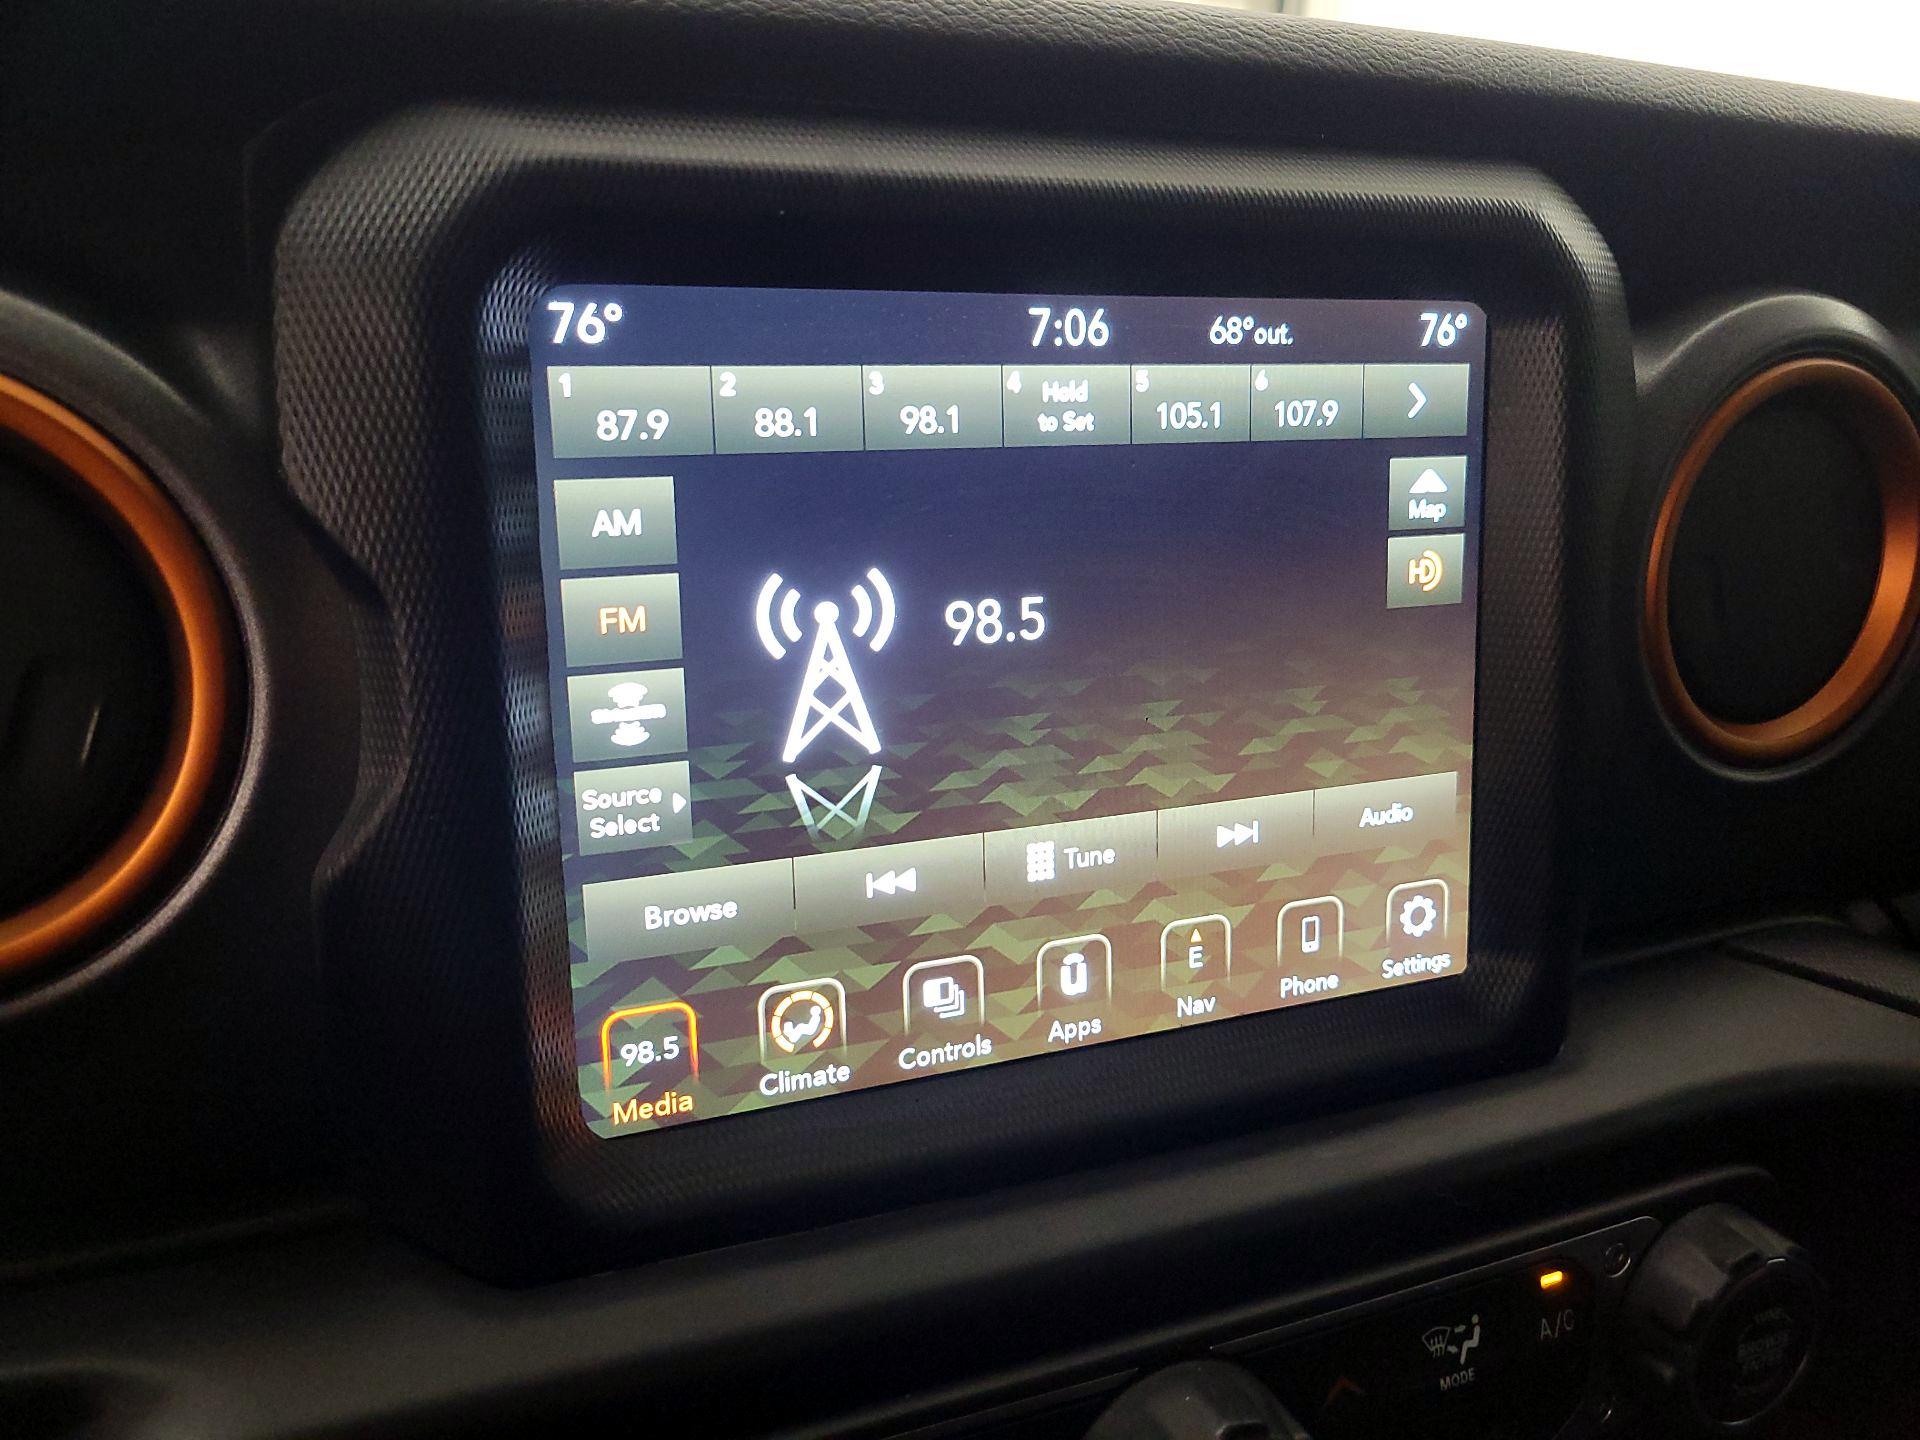 76° 7:06 68°out. 76°
1 87.9 2 88.1 3 98.1 4 Hold to Set 5 105.1 6 107.9
Map
AM
HD
FM
98.5
Source
Select
Browse Tune Audio
98.5 E
Media Climate Controls Apps Nav Phone Settings
A/C
MODE